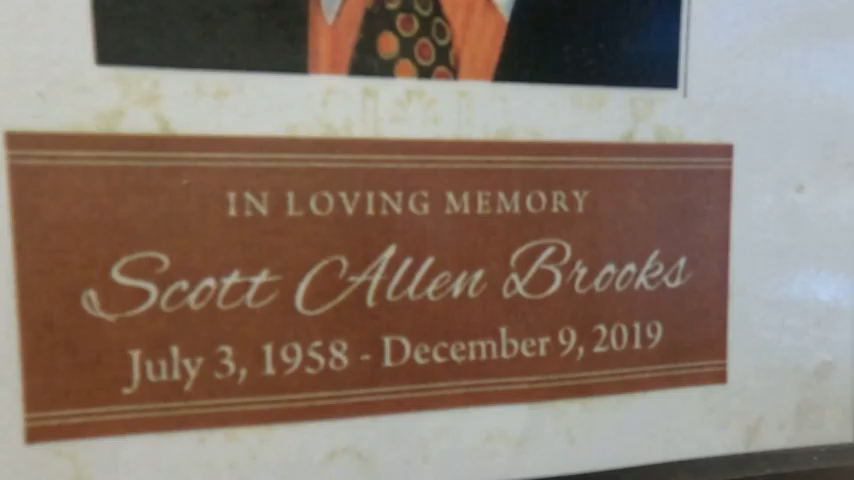 IN LOVING MEMORY
Scott Allen Brooks
July 3, 1958 - December 9, 2019